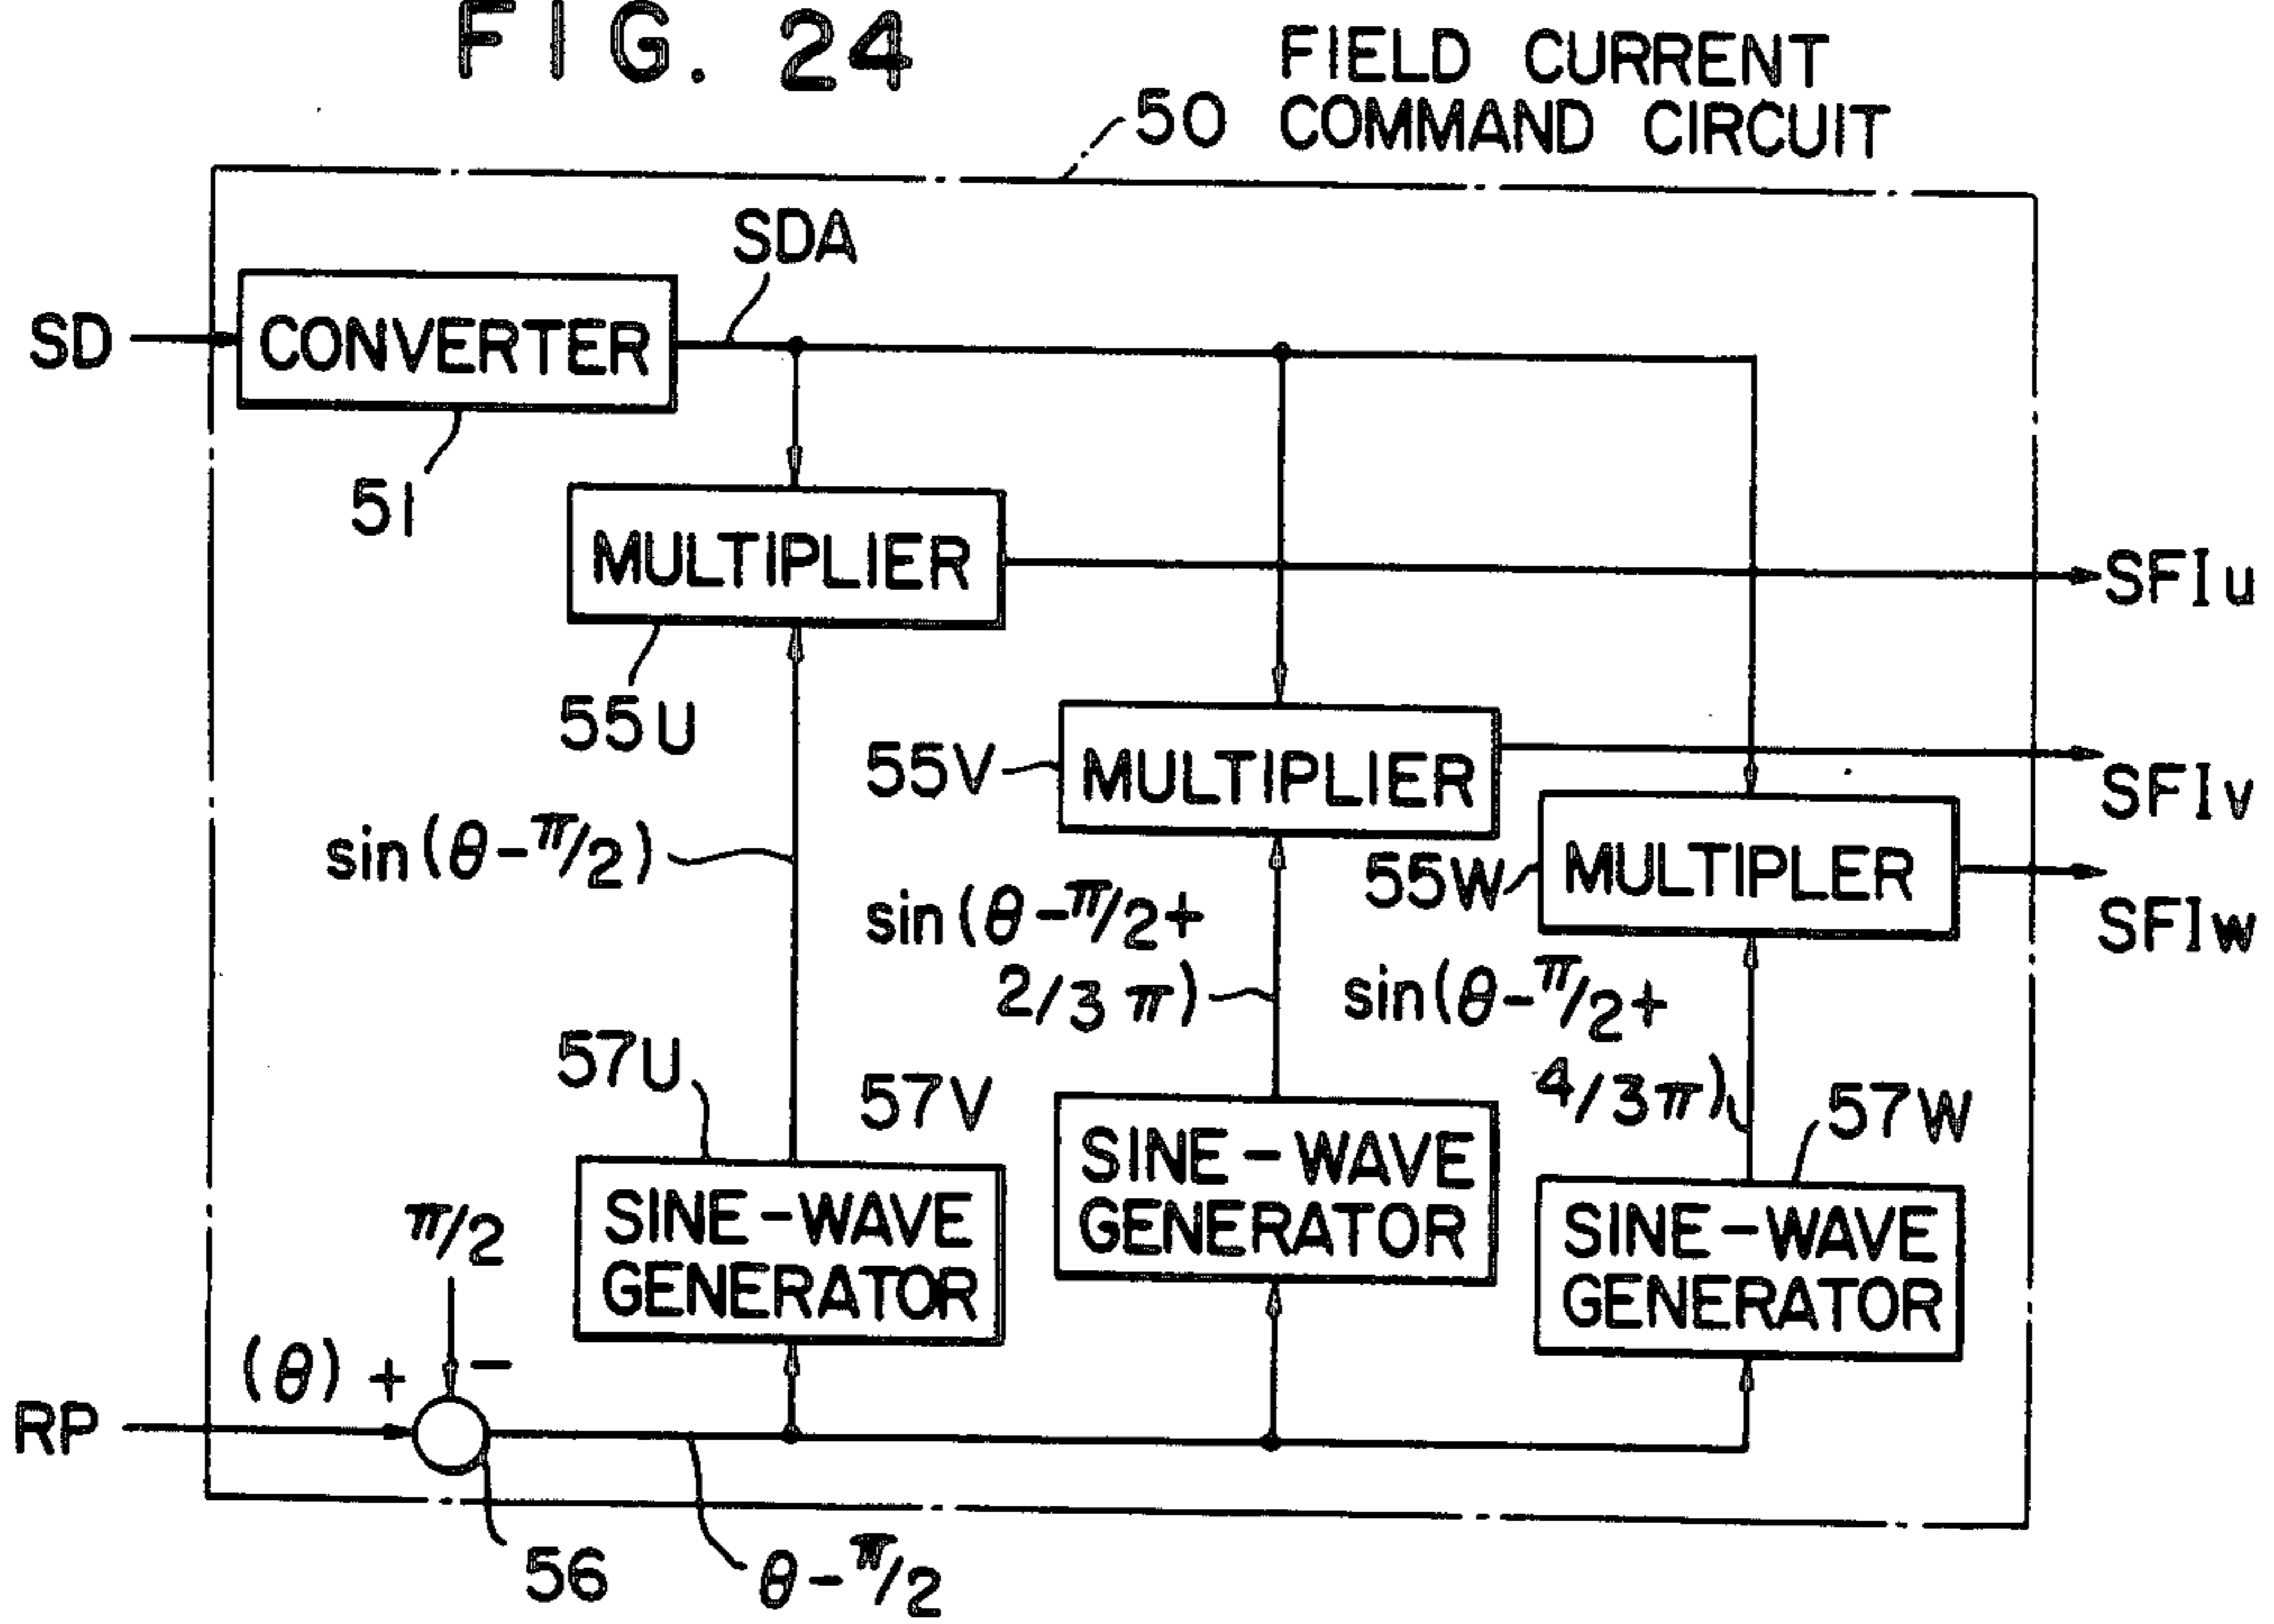 FIG. 24
FIELD CURRENT
50 COMMAND CIRCUIT
SDA
SD
CONVERTER
51
MULTIPLIER
SFIu
55U
55V
MULTIPLIER
SFIv
sin(θ-π/2)
55W
MULTIPLER
sin(θ-π/2+
2/3π)
SFIw
sin(θ-π/2+
4/3π)
57U
57V
57W
SINE-WAVE
GENERATOR
SINE-WAVE
GENERATOR
SINE-WAVE
GENERATOR
π/2
(θ) + -
RP
56
θ-π/2